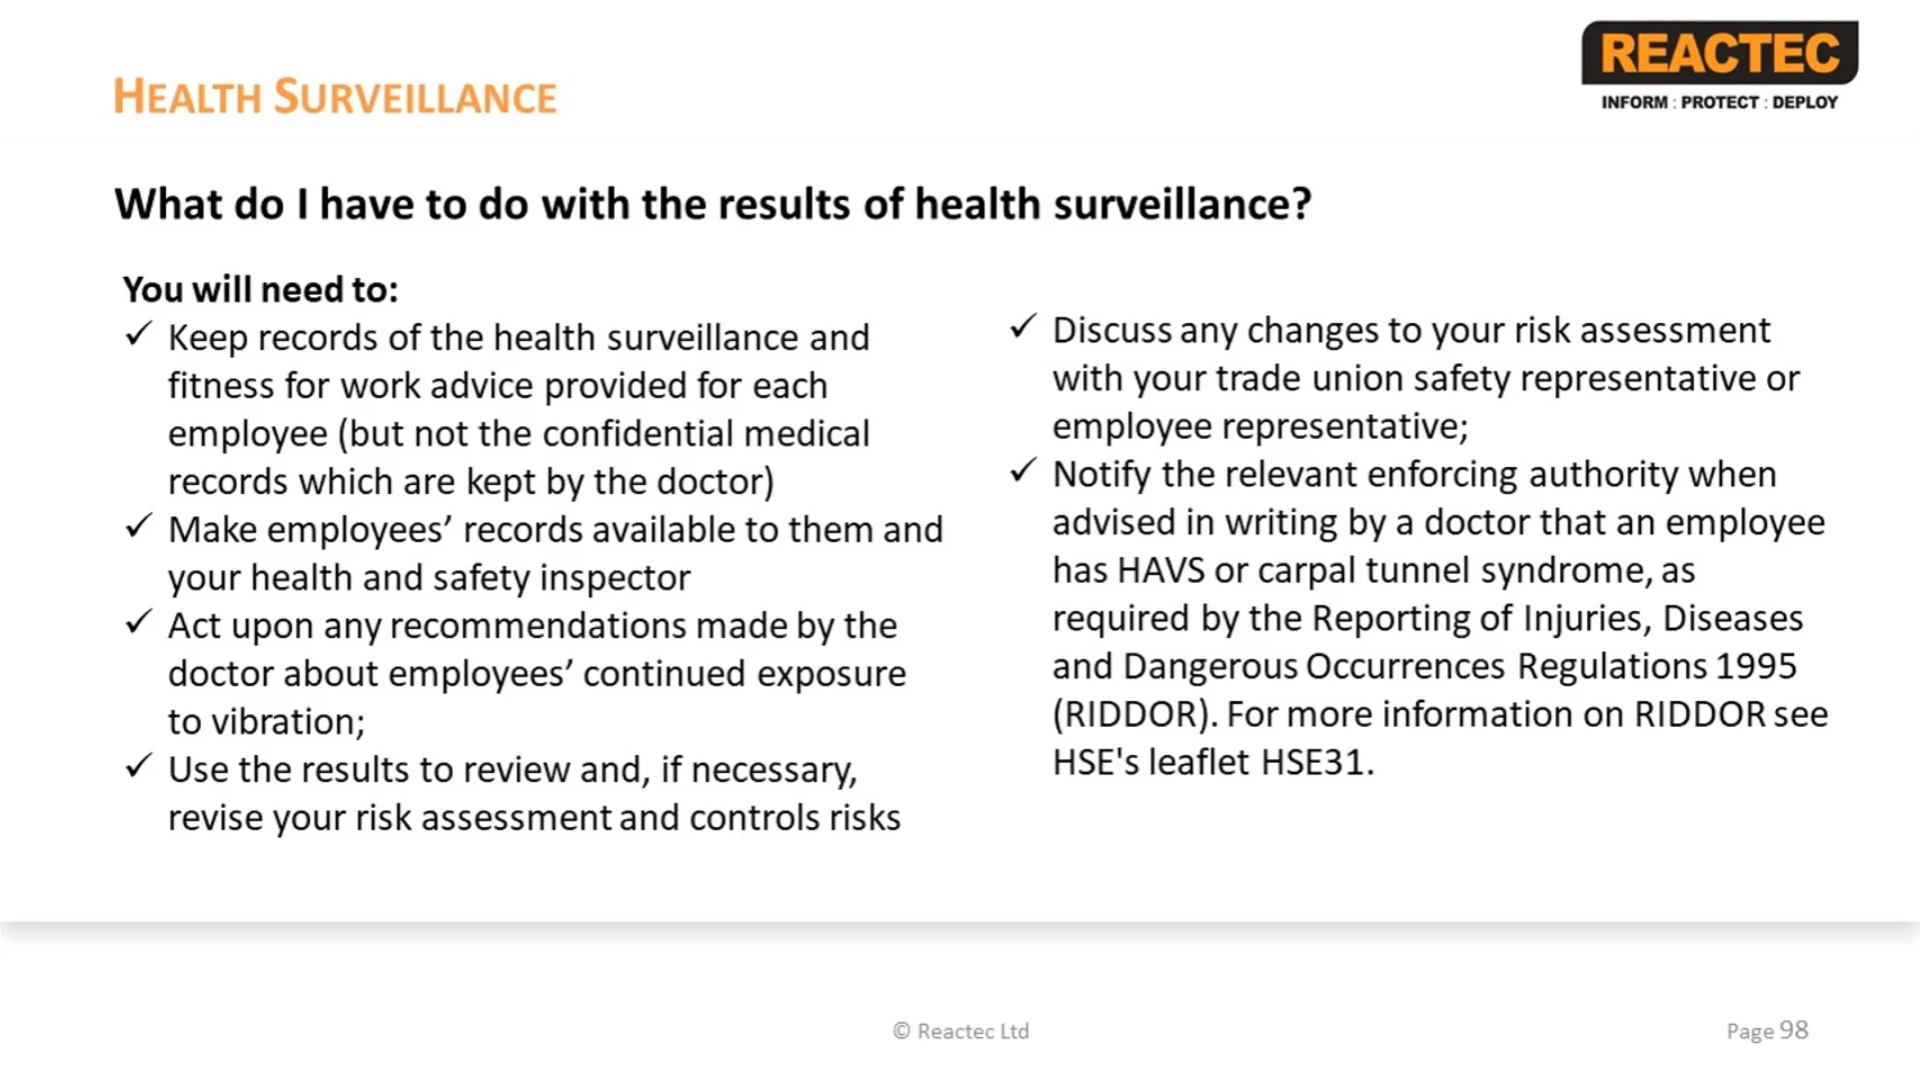 REACTEC
INFORM : PROTECT : DEPLOY
HEALTH SURVEILLANCE
What do I have to do with the results of health surveillance?
You will need to:
✓ Keep records of the health surveillance and
fitness for work advice provided for each
employee (but not the confidential medical
records which are kept by the doctor)
✓ Make employees’ records available to them and
your health and safety inspector
✓ Act upon any recommendations made by the
doctor about employees’ continued exposure
to vibration;
✓ Use the results to review and, if necessary,
revise your risk assessment and controls risks
✓ Discuss any changes to your risk assessment
with your trade union safety representative or
employee representative;
✓ Notify the relevant enforcing authority when
advised in writing by a doctor that an employee
has HAVS or carpal tunnel syndrome, as
required by the Reporting of Injuries, Diseases
and Dangerous Occurrences Regulations 1995
(RIDDOR). For more information on RIDDOR see
HSE's leaflet HSE31.
© Reactec Ltd
Page 98